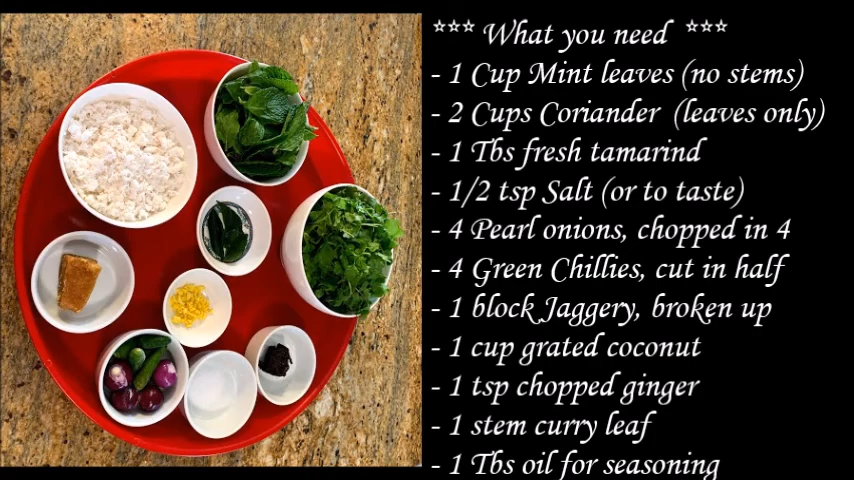 *** What you need ***
- 1 Cup Mint leaves (no stems)
- 2 Cups Coriander (leaves only)
- 1 Tbs fresh tamarind
- 1/2 tsp Salt (or to taste)
- 4 Pearl onions, chopped in 4
- 4 Green Chillies, cut in half
- 1 block Jaggery, broken up
- 1 cup grated coconut
- 1 tsp chopped ginger
- 1 stem curry leaf
- 1 Tbs oil for seasoning